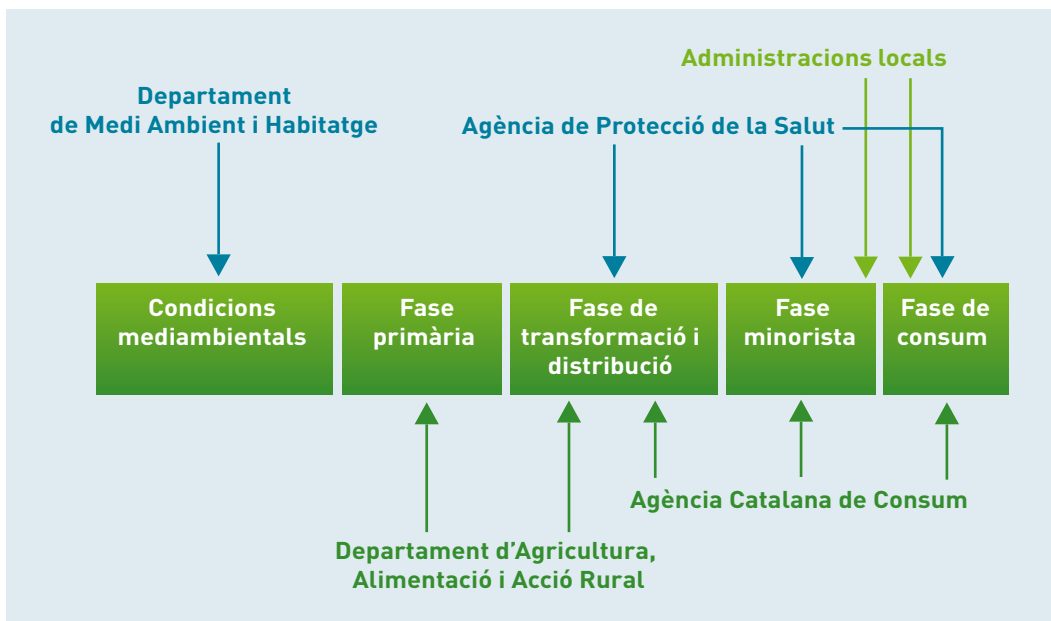 Administracions locals
Departament
de Medi Ambient i Habitatge
Agència de Protecció de la Salut
Condicions
mediambientals
Fase
primària
Fase de
transformació i
distribució
Fase
minorista
Fase de
consum
Agència Catalana de Consum
Departament d’Agricultura,
Alimentació i Acció Rural